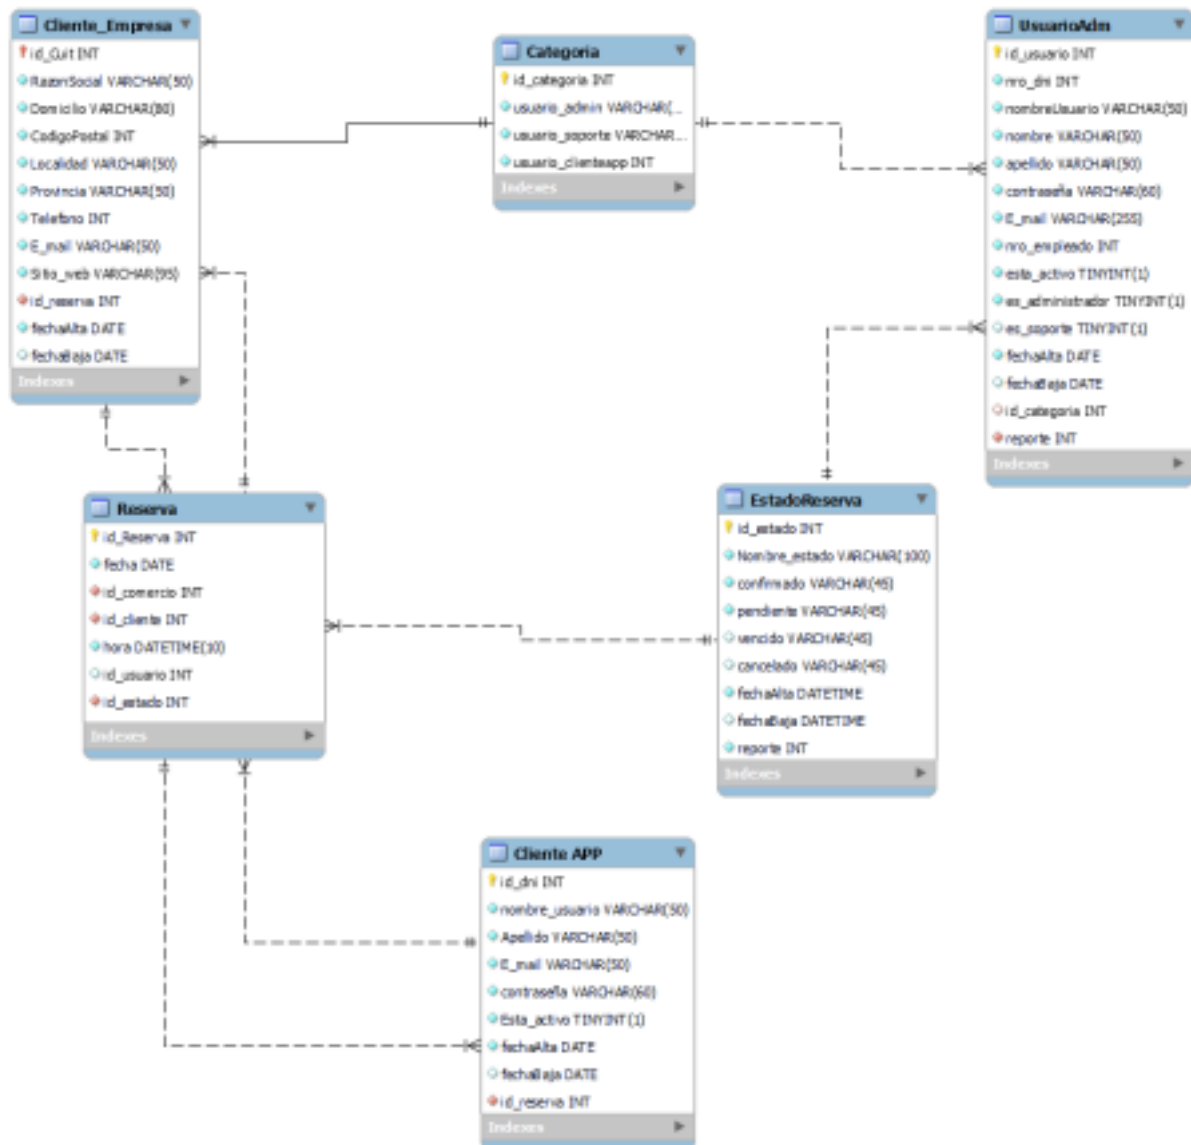 Cliente_Empresa
id_Cuit INT
RazonSocial VARCHAR(50)
Domicilio VARCHAR(80)
CodigoPostal INT
Localidad VARCHAR(50)
Provincia VARCHAR(50)
Telefono INT
E_mail VARCHAR(50)
Sitio_web VARCHAR(95)
id_reserva INT
fechaAlta DATE
fechaBaja DATE
Indexes
Categoria
id_categoria INT
usuario_admin VARCHAR(...
usuario_soporte VARCHAR...
usuario_clienteapp INT
Indexes
UsuarioAdm
id_usuario INT
nro_dni INT
nombreUsuario VARCHAR(50)
nombre VARCHAR(50)
apellido VARCHAR(50)
contraseña VARCHAR(60)
E_mail VARCHAR(255)
nro_empleado INT
esta_activo TINYINT(1)
es_administrador TINYINT(1)
es_soporte TINYINT(1)
fechaAlta DATE
fechaBaja DATE
id_categoria INT
reporte INT
Indexes
Reserva
id_Reserva INT
fecha DATE
id_comercio INT
id_cliente INT
hora DATETIME(10)
id_usuario INT
id_estado INT
Indexes
EstadoReserva
id_estado INT
Nombre_estado VARCHAR(100)
confirmado VARCHAR(45)
pendiente VARCHAR(45)
vencido VARCHAR(45)
cancelado VARCHAR(45)
fechaAlta DATETIME
fechaBaja DATETIME
reporte INT
Indexes
Cliente APP
id_dni INT
nombre_usuario VARCHAR(50)
Apellido VARCHAR(50)
E_mail VARCHAR(50)
contraseña VARCHAR(60)
Esta_activo TINYINT(1)
fechaAlta DATE
fechaBaja DATE
id_reserva INT
Indexes